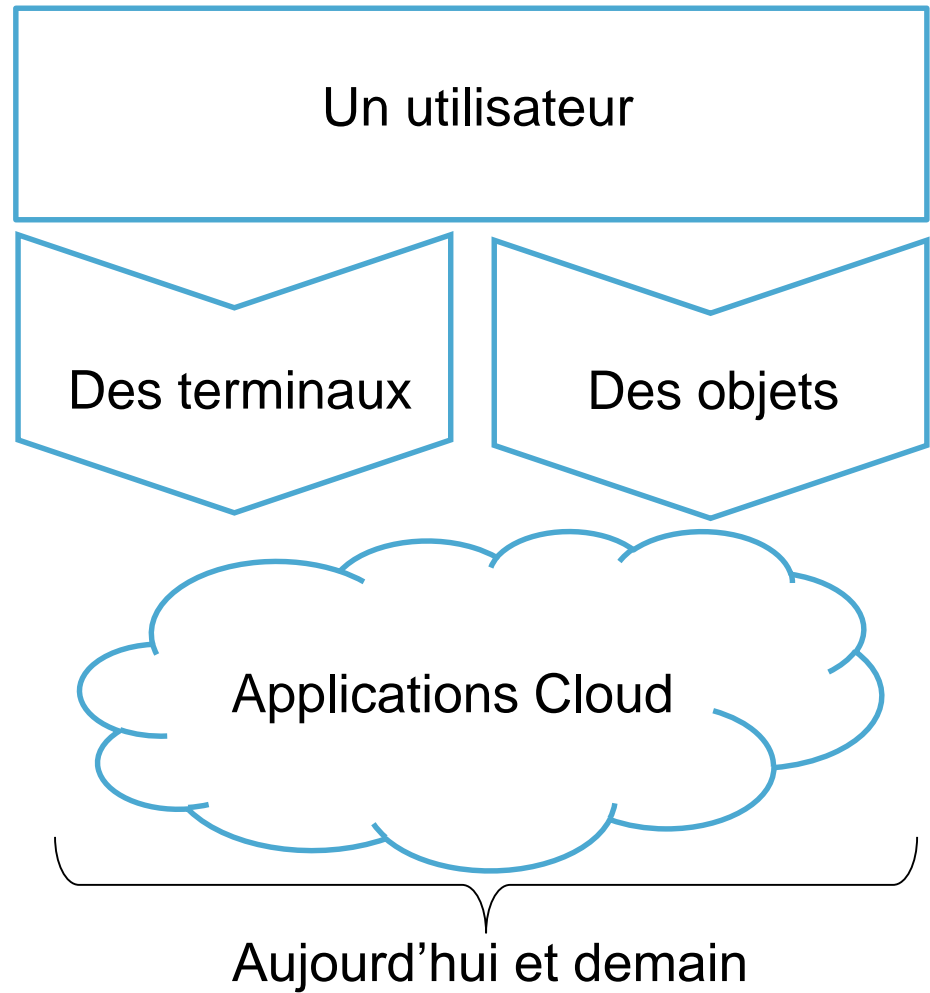 Un utilisateur
Des terminaux
Des objets
Applications Cloud
Aujourd’hui et demain